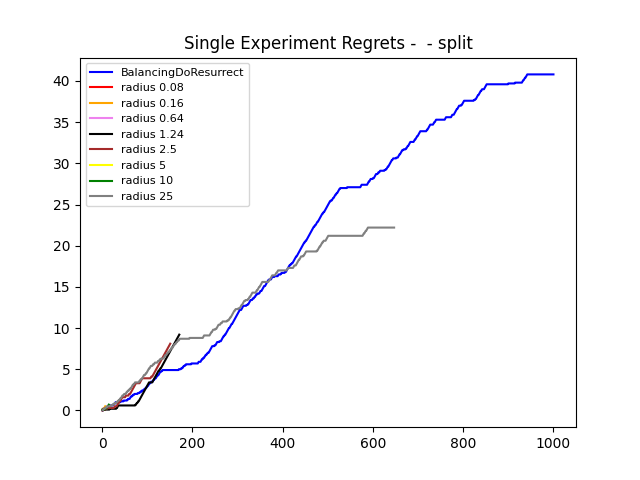 Single Experiment Regrets -  - split
BalancingDoResurrect
radius 0.08
radius 0.16
radius 0.64
radius 1.24
radius 2.5
radius 5
radius 10
radius 25
40
35
30
25
20
15
10
5
0
0 200 400 600 800 1000